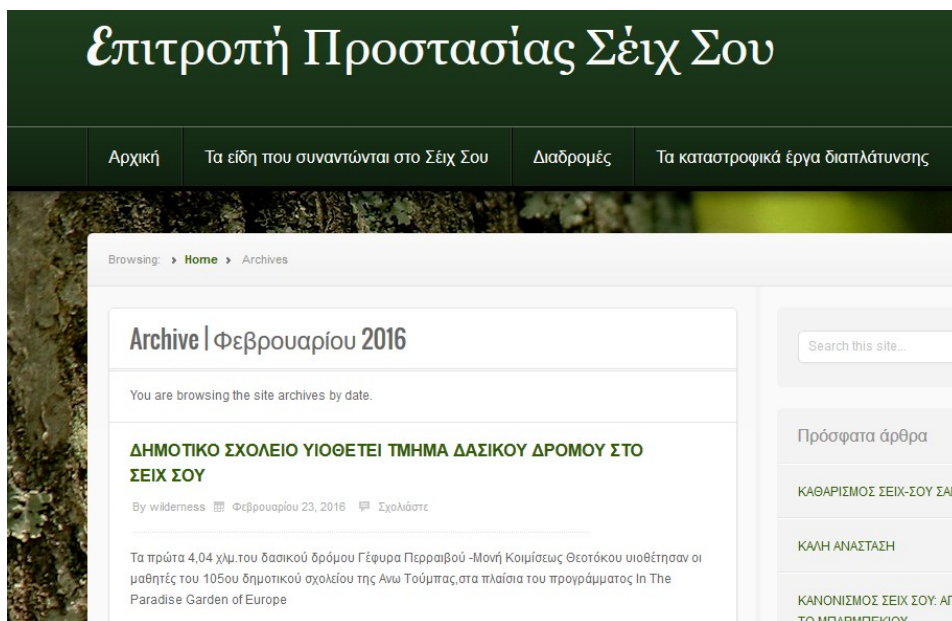 Επιτροπή Προστασίας Σέιχ Σου
Αρχική Τα είδη που συναντώνται στο Σέιχ Σου Διαδρομές Τα καταστροφικά έργα διαπλάτυνσης
Browsing: Home Archives
Archive | Φεβρουαρίου 2016
You are browsing the site archives by date.
ΔΗΜΟΤΙΚΟ ΣΧΟΛΕΙΟ ΥΙΟΘΕΤΕΙ ΤΜΗΜΑ ΔΑΣΙΚΟΥ ΔΡΟΜΟΥ ΣΤΟ
ΣΕΙΧ ΣΟΥ
By wilderness Φεβρουαρίου 23, 2016 Σχολιάστε
Τα πρώτα 4,04 χλμ.του δασικού δρόμου Γέφυρα Περραιβού -Μονή Κοιμίσεως Θεοτόκου υιοθέτησαν οι
μαθητές του 105ου δημοτικού σχολείου της Ανω Τούμπας,στα πλαίσια του προγράμματος In The
Paradise Garden of Europe
Search this site...
Πρόσφατα άρθρα
ΚΑΘΑΡΙΣΜΟΣ ΣΕΙΧ-ΣΟΥ
ΚΑΛΗ ΑΝΑΣΤΑΣΗ
ΚΑΝΟΝΙΣΜΟΣ ΣΕΙΧ ΣΟΥ: